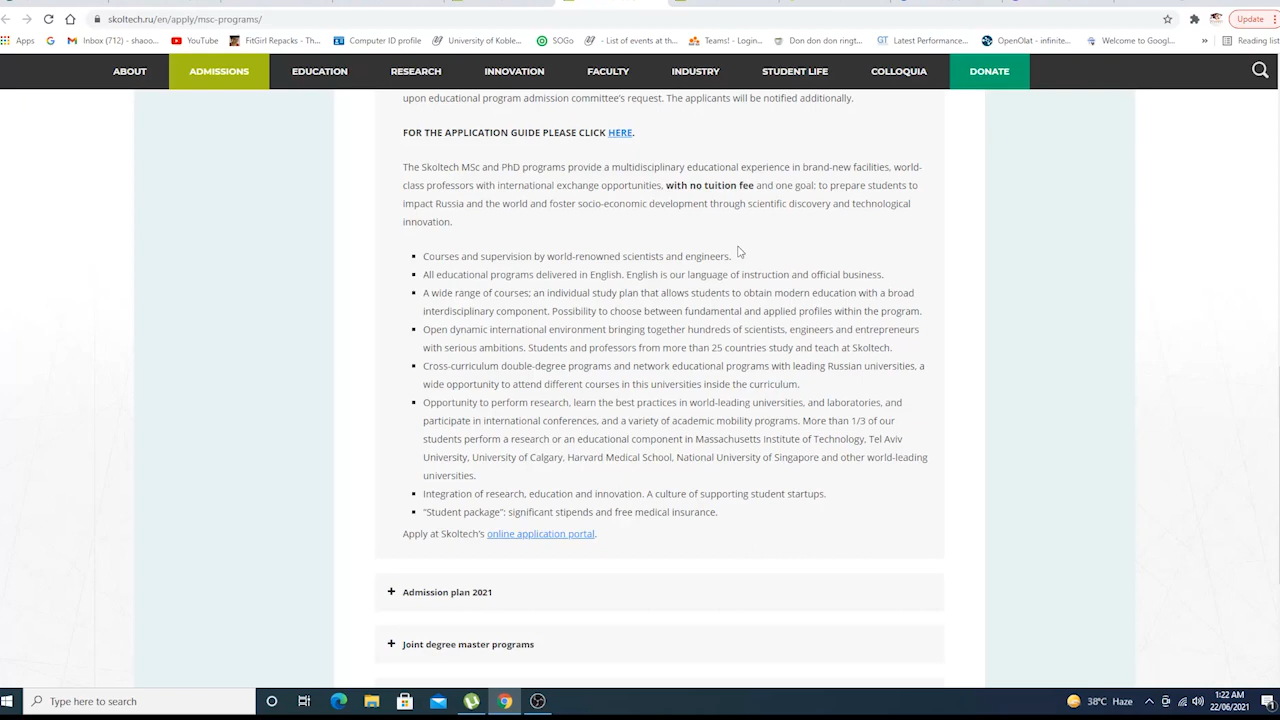 skoltech.ru/en/apply/msc-programs/
Update
Apps
Inbox (712) - shaoo...
YouTube
FitGirl Repacks - Th...
Computer ID profile
University of Koble...
SOGo
- List of events at th...
Teams! - Login...
Don don don ringt...
Latest Performance...
OpenOlat - infinite...
Welcome to Googl...
»
Reading list
ABOUT
ADMISSIONS
EDUCATION
RESEARCH
INNOVATION
FACULTY
INDUSTRY
STUDENT LIFE
COLLOQUIA
DONATE
upon educational program admission committee's request. The applicants will be notified additionally.
FOR THE APPLICATION GUIDE PLEASE CLICK HERE.
The Skoltech MSc and PhD programs provide a multidisciplinary educational experience in brand-new facilities, world-
class professors with international exchange opportunities, with no tuition fee and one goal: to prepare students to
impact Russia and the world and foster socio-economic development through scientific discovery and technological
innovation.
Courses and supervision by world-renowned scientists and engineers.
All educational programs delivered in English. English is our language of instruction and official business.
A wide range of courses; an individual study plan that allows students to obtain modern education with a broad
interdisciplinary component. Possibility to choose between fundamental and applied profiles within the program.
Open dynamic international environment bringing together hundreds of scientists, engineers and entrepreneurs
with serious ambitions. Students and professors from more than 25 countries study and teach at Skoltech.
Cross-curriculum double-degree programs and network educational programs with leading Russian universities, a
wide opportunity to attend different courses in this universities inside the curriculum.
Opportunity to perform research, learn the best practices in world-leading universities, and laboratories, and
participate in international conferences, and a variety of academic mobility programs. More than 1/3 of our
students perform a research or an educational component in Massachusetts Institute of Technology, Tel Aviv
University, University of Calgary, Harvard Medical School, National University of Singapore and other world-leading
universities.
Integration of research, education and innovation. A culture of supporting student startups.
"Student package": significant stipends and free medical insurance.
Apply at Skoltech's online application portal.
+ Admission plan 2021
+ Joint degree master programs
Type here to search
38°C Haze
1:22 AM
22/06/2021